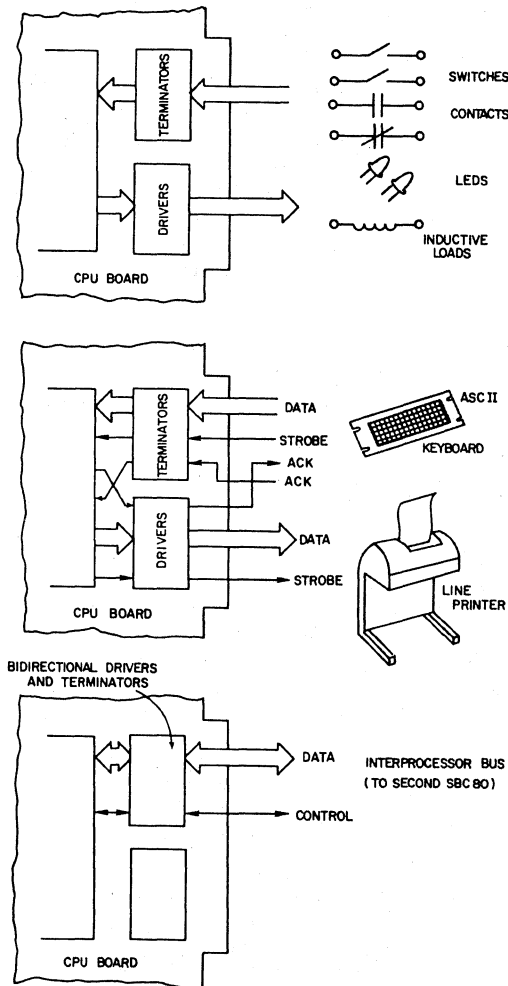 TERMINATORS
SWITCHES
CONTACTS
LEDS
DRIVERS
INDUCTIVE
LOADS
CPU BOARD
TERMINATORS
DATA
STROBE
ACK
ACK
ASC II
KEYBOARD
DRIVERS
DATA
STROBE
LINE
PRINTER
CPU BOARD
BIDIRECTIONAL DRIVERS
AND TERMINATORS
DATA
CONTROL
INTERPROCESSOR BUS
(TO SECOND SBC 80)
CPU BOARD